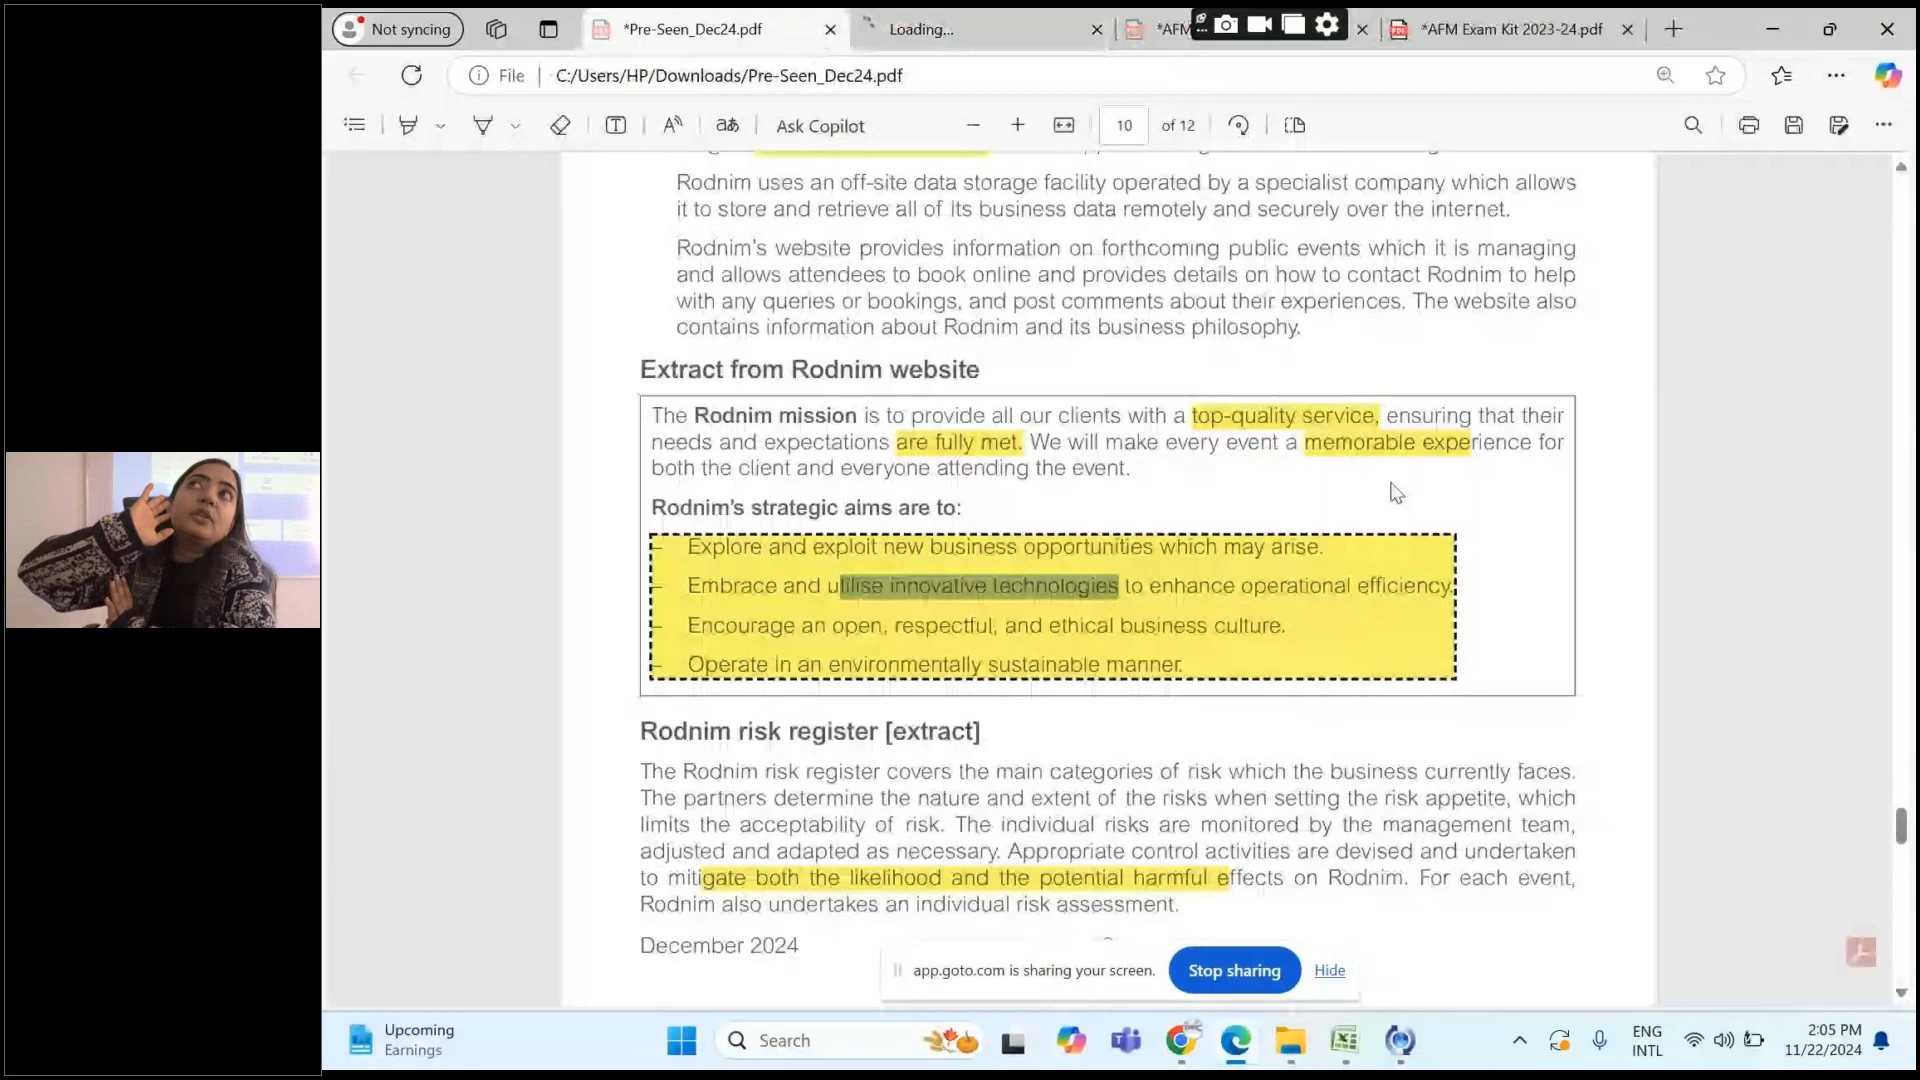 Not syncing
*Pre-Seen_Dec24.pdf
Loading...
*AFM
*AFM Exam Kit 2023-24.pdf
File
C:/Users/HP/Downloads/Pre-Seen_Dec24.pdf
Ask Copilot
10 of 12
Rodnim uses an off-site data storage facility operated by a specialist company which allows
it to store and retrieve all of its business data remotely and securely over the internet.
Rodnim's website provides information on forthcoming public events which it is managing
and allows attendees to book online and provides details on how to contact Rodnim to help
with any queries or bookings, and post comments about their experiences. The website also
contains information about Rodnim and its business philosophy.
Extract from Rodnim website
The Rodnim mission is to provide all our clients with a top-quality service, ensuring that their
needs and expectations are fully met. We will make every event a memorable experience for
both the client and everyone attending the event.
Rodnim's strategic aims are to:
– Explore and exploit new business opportunities which may arise.
– Embrace and utilise innovative technologies to enhance operational efficiency.
– Encourage an open, respectful, and ethical business culture.
– Operate in an environmentally sustainable manner.
Rodnim risk register [extract]
The Rodnim risk register covers the main categories of risk which the business currently faces.
The partners determine the nature and extent of the risks when setting the risk appetite, which
limits the acceptability of risk. The individual risks are monitored by the management team,
adjusted and adapted as necessary. Appropriate control activities are devised and undertaken
to mitigate both the likelihood and the potential harmful effects on Rodnim. For each event,
Rodnim also undertakes an individual risk assessment.
December 2024
app.goto.com is sharing your screen.
Stop sharing
Hide
Upcoming
Earnings
Search
ENG
INTL
2:05 PM
11/22/2024